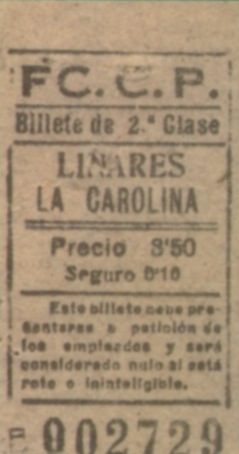 FC. C. P.
Billete de 2.ª Clase
LINARES
LA CAROLINA
Precio 3'50
Seguro 0'10
Este billete debe pre-
sentarse a petición de
los empleados y será
considerado nulo si está
roto o ininteligible.
E 002729